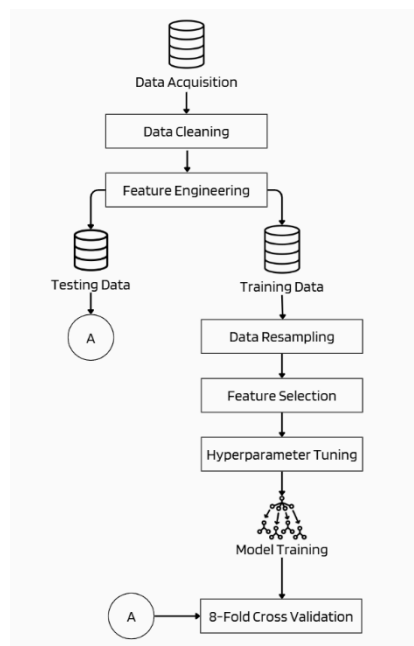 Data Acquisition
Data Cleaning
Feature Engineering
Testing Data
Training Data
A
Data Resampling
Feature Selection
Hyperparameter Tuning
Model Training
A
8-Fold Cross Validation